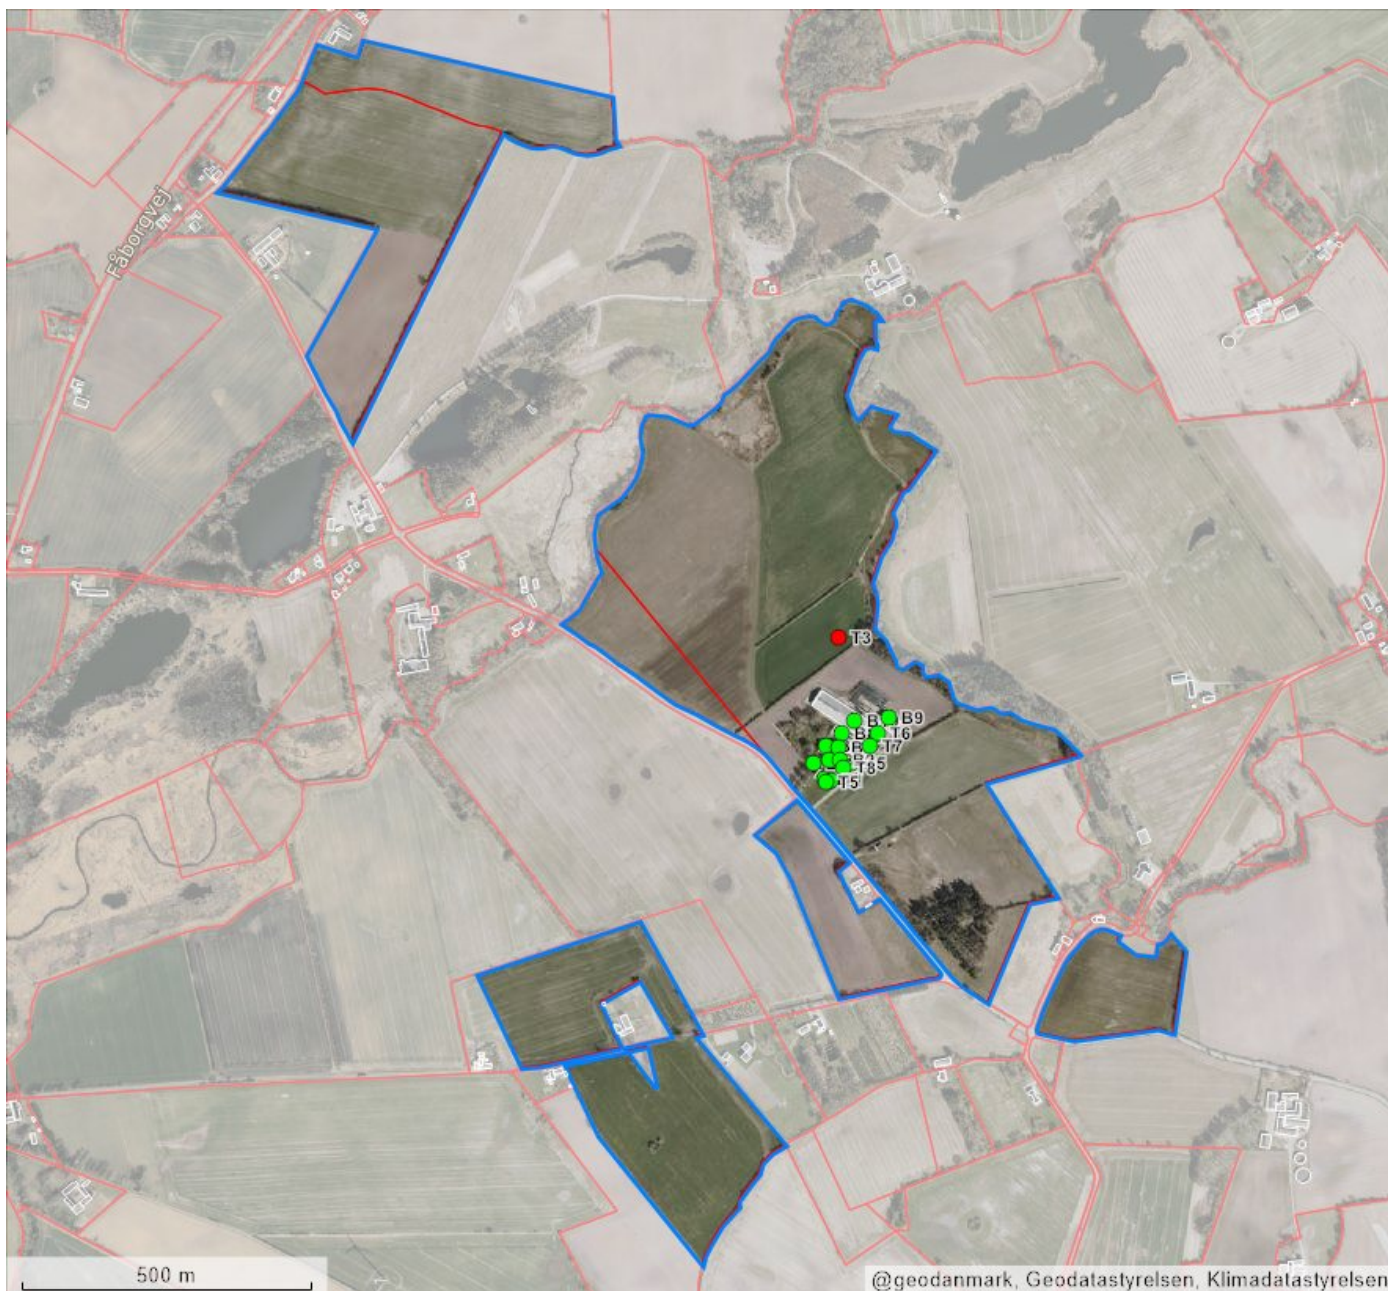 Fåborgvej
T3
B9
T6
T7
T8
T5
500 m
@geodanmark, Geodatastyrelsen, Klimadatastyrelsen